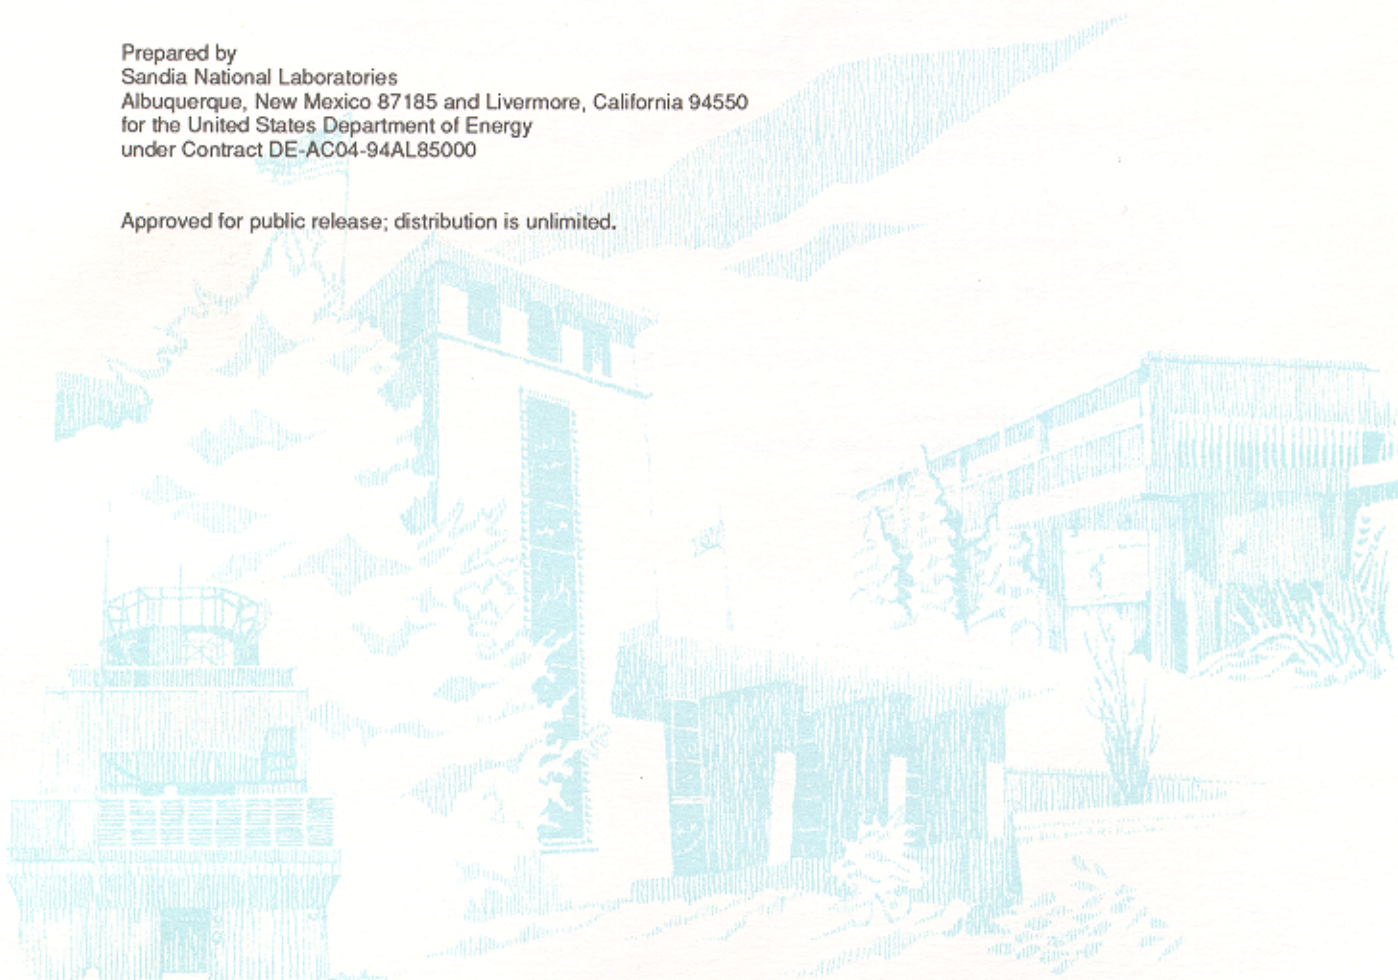 Prepared by
Sandia National Laboratories
Albuquerque, New Mexico 87185 and Livermore, California 94550
for the United States Department of Energy
under Contract DE-AC04-94AL85000
Approved for public release; distribution is unlimited.